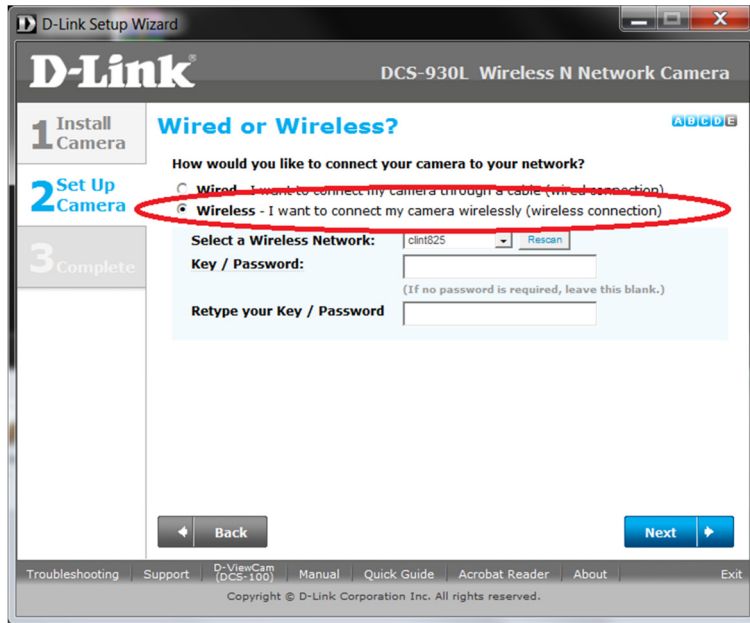 D-Link Setup Wizard
D-Link
DCS-930L Wireless N Network Camera
1 Install Camera
2 Set Up Camera
3 Complete
Wired or Wireless?
A B C D E
How would you like to connect your camera to your network?
Wired - I want to connect my camera through a cable (wired connection)
Wireless - I want to connect my camera wirelessly (wireless connection)
Select a Wireless Network: clint825 Rescan
Key / Password:
(If no password is required, leave this blank.)
Retype your Key / Password
Back
Next
Troubleshooting Support D-ViewCam (DCS-100) Manual Quick Guide Acrobat Reader About Exit
Copyright © D-Link Corporation Inc. All rights reserved.